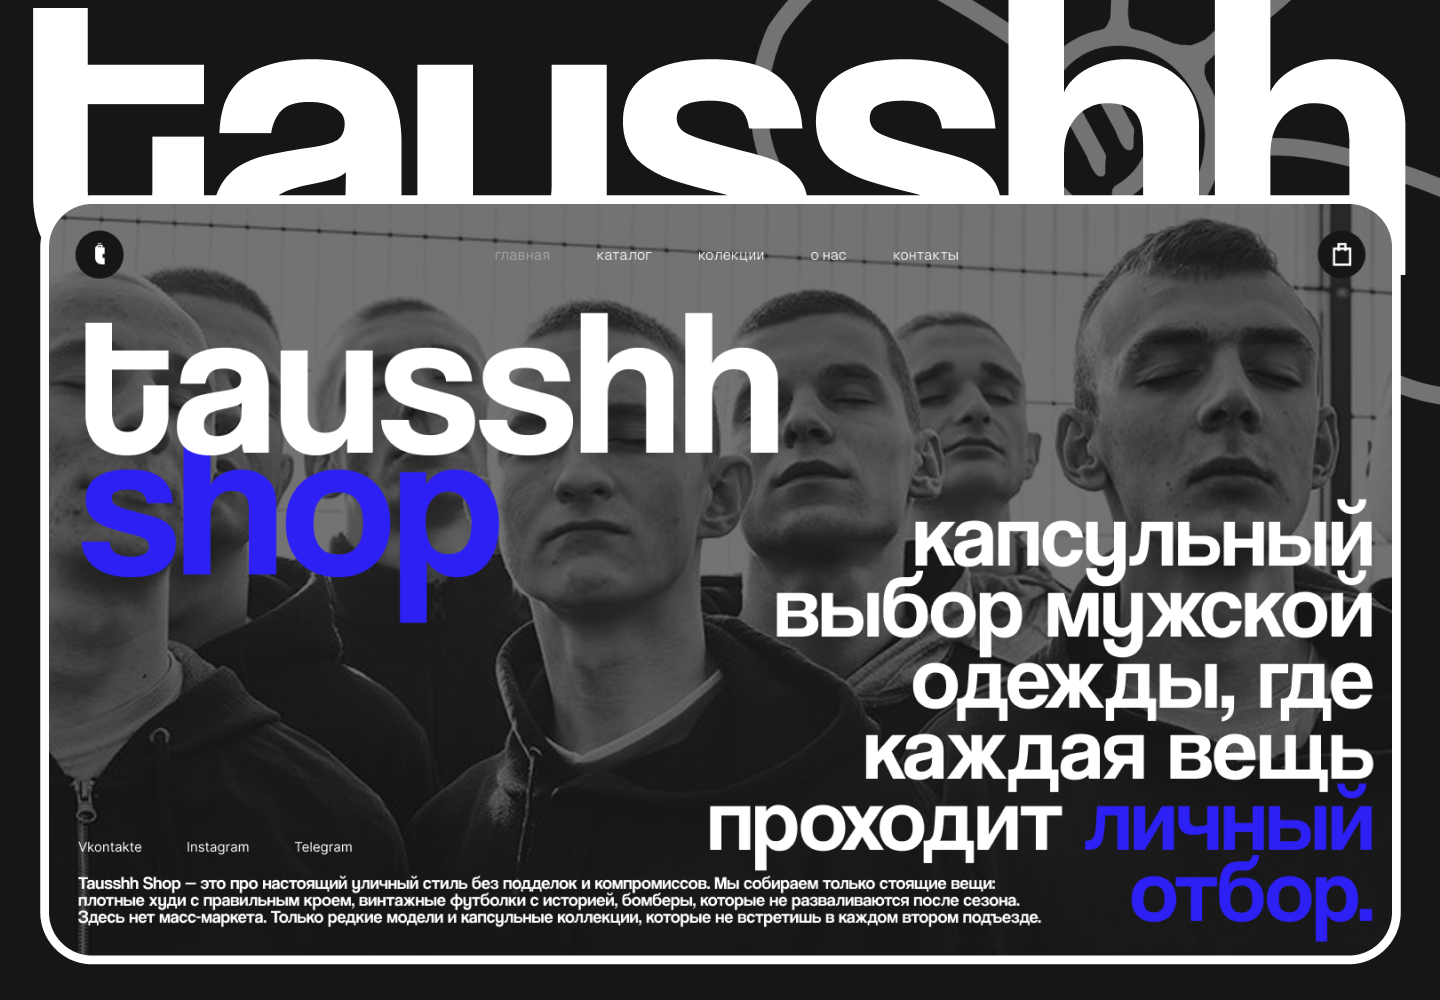 tausshh
t
главная
каталог
колекции
о нас
контакты
tausshh
shop
капсульный
выбор мужской
одежды, где
каждая вещь
проходит личный
отбор.
Vkontakte
Instagram
Telegram
Tausshh Shop — это про настоящий уличный стиль без подделок и компромиссов. Мы собираем только стоящие вещи:
плотные худи с правильным кроем, винтажные футболки с историей, бомберы, которые не разваливаются после сезона.
Здесь нет масс-маркета. Только редкие модели и капсульные коллекции, которые не встретишь в каждом втором подъезде.